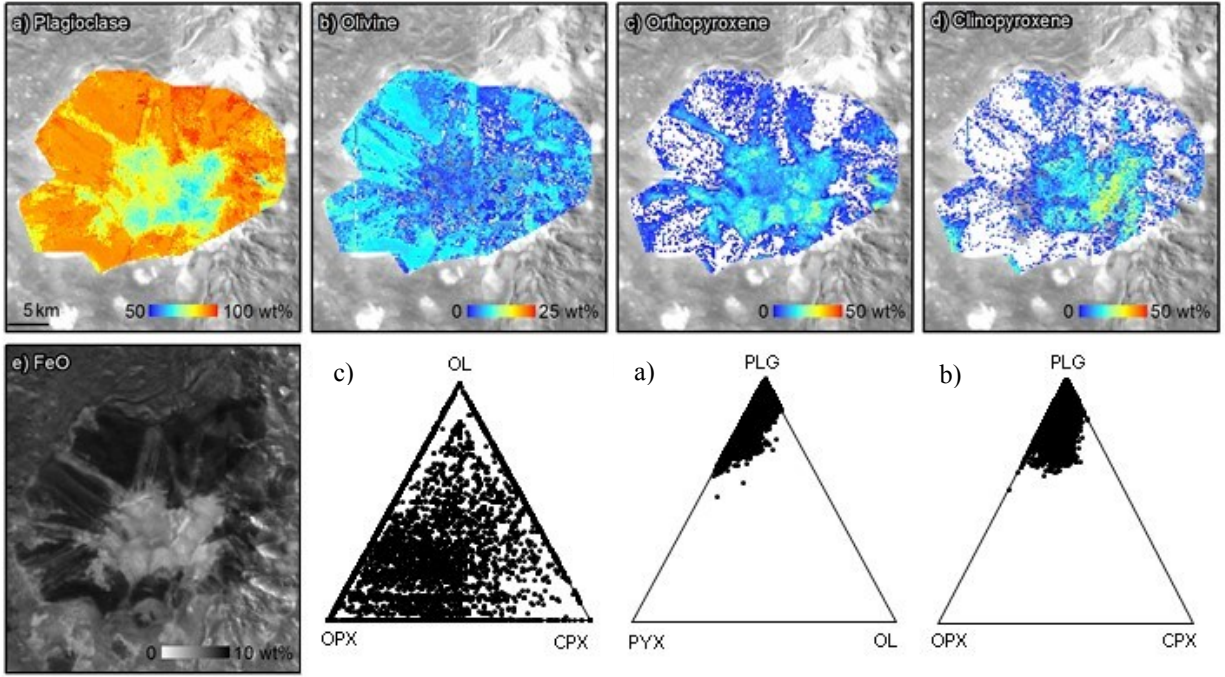 a) Plagioclase
b) Olivine
c) Orthopyroxene
d) Clinopyroxene
5 km
50 100 wt%
0 25 wt%
0 50 wt%
0 50 wt%
e) FeO
0 10 wt%
c)
OL
OPX CPX
a)
PLG
PYX OL
b)
PLG
OPX CPX